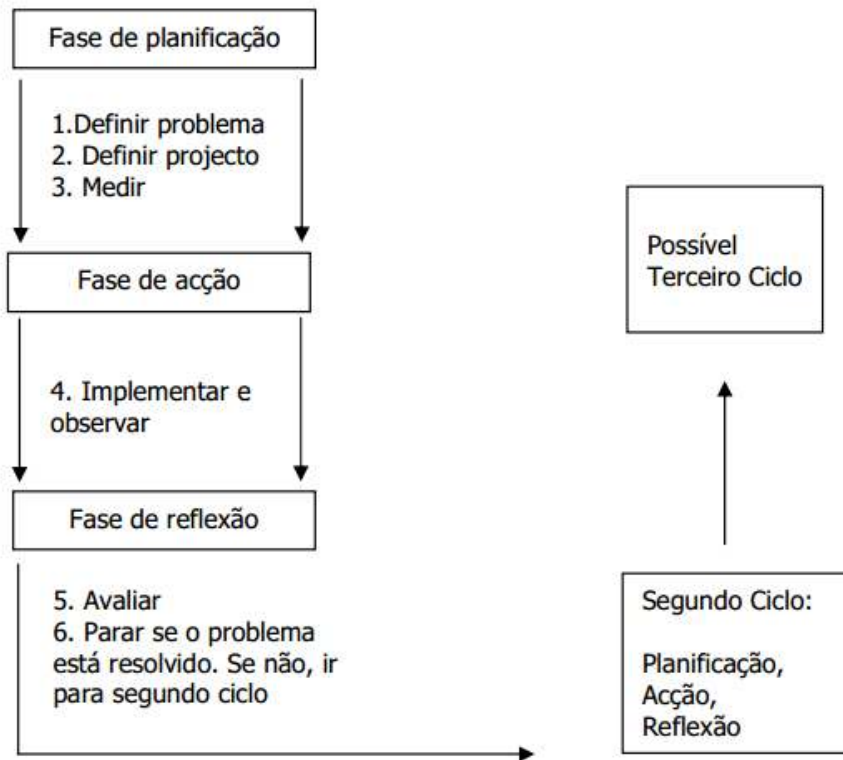 Fase de planificação
1.Definir problema
2. Definir projecto
3. Medir
Fase de acção
4. Implementar e
observar
Fase de reflexão
5. Avaliar
6. Parar se o problema
está resolvido. Se não, ir
para segundo ciclo
Possível
Terceiro Ciclo
Segundo Ciclo:
Planificação,
Acção,
Reflexão